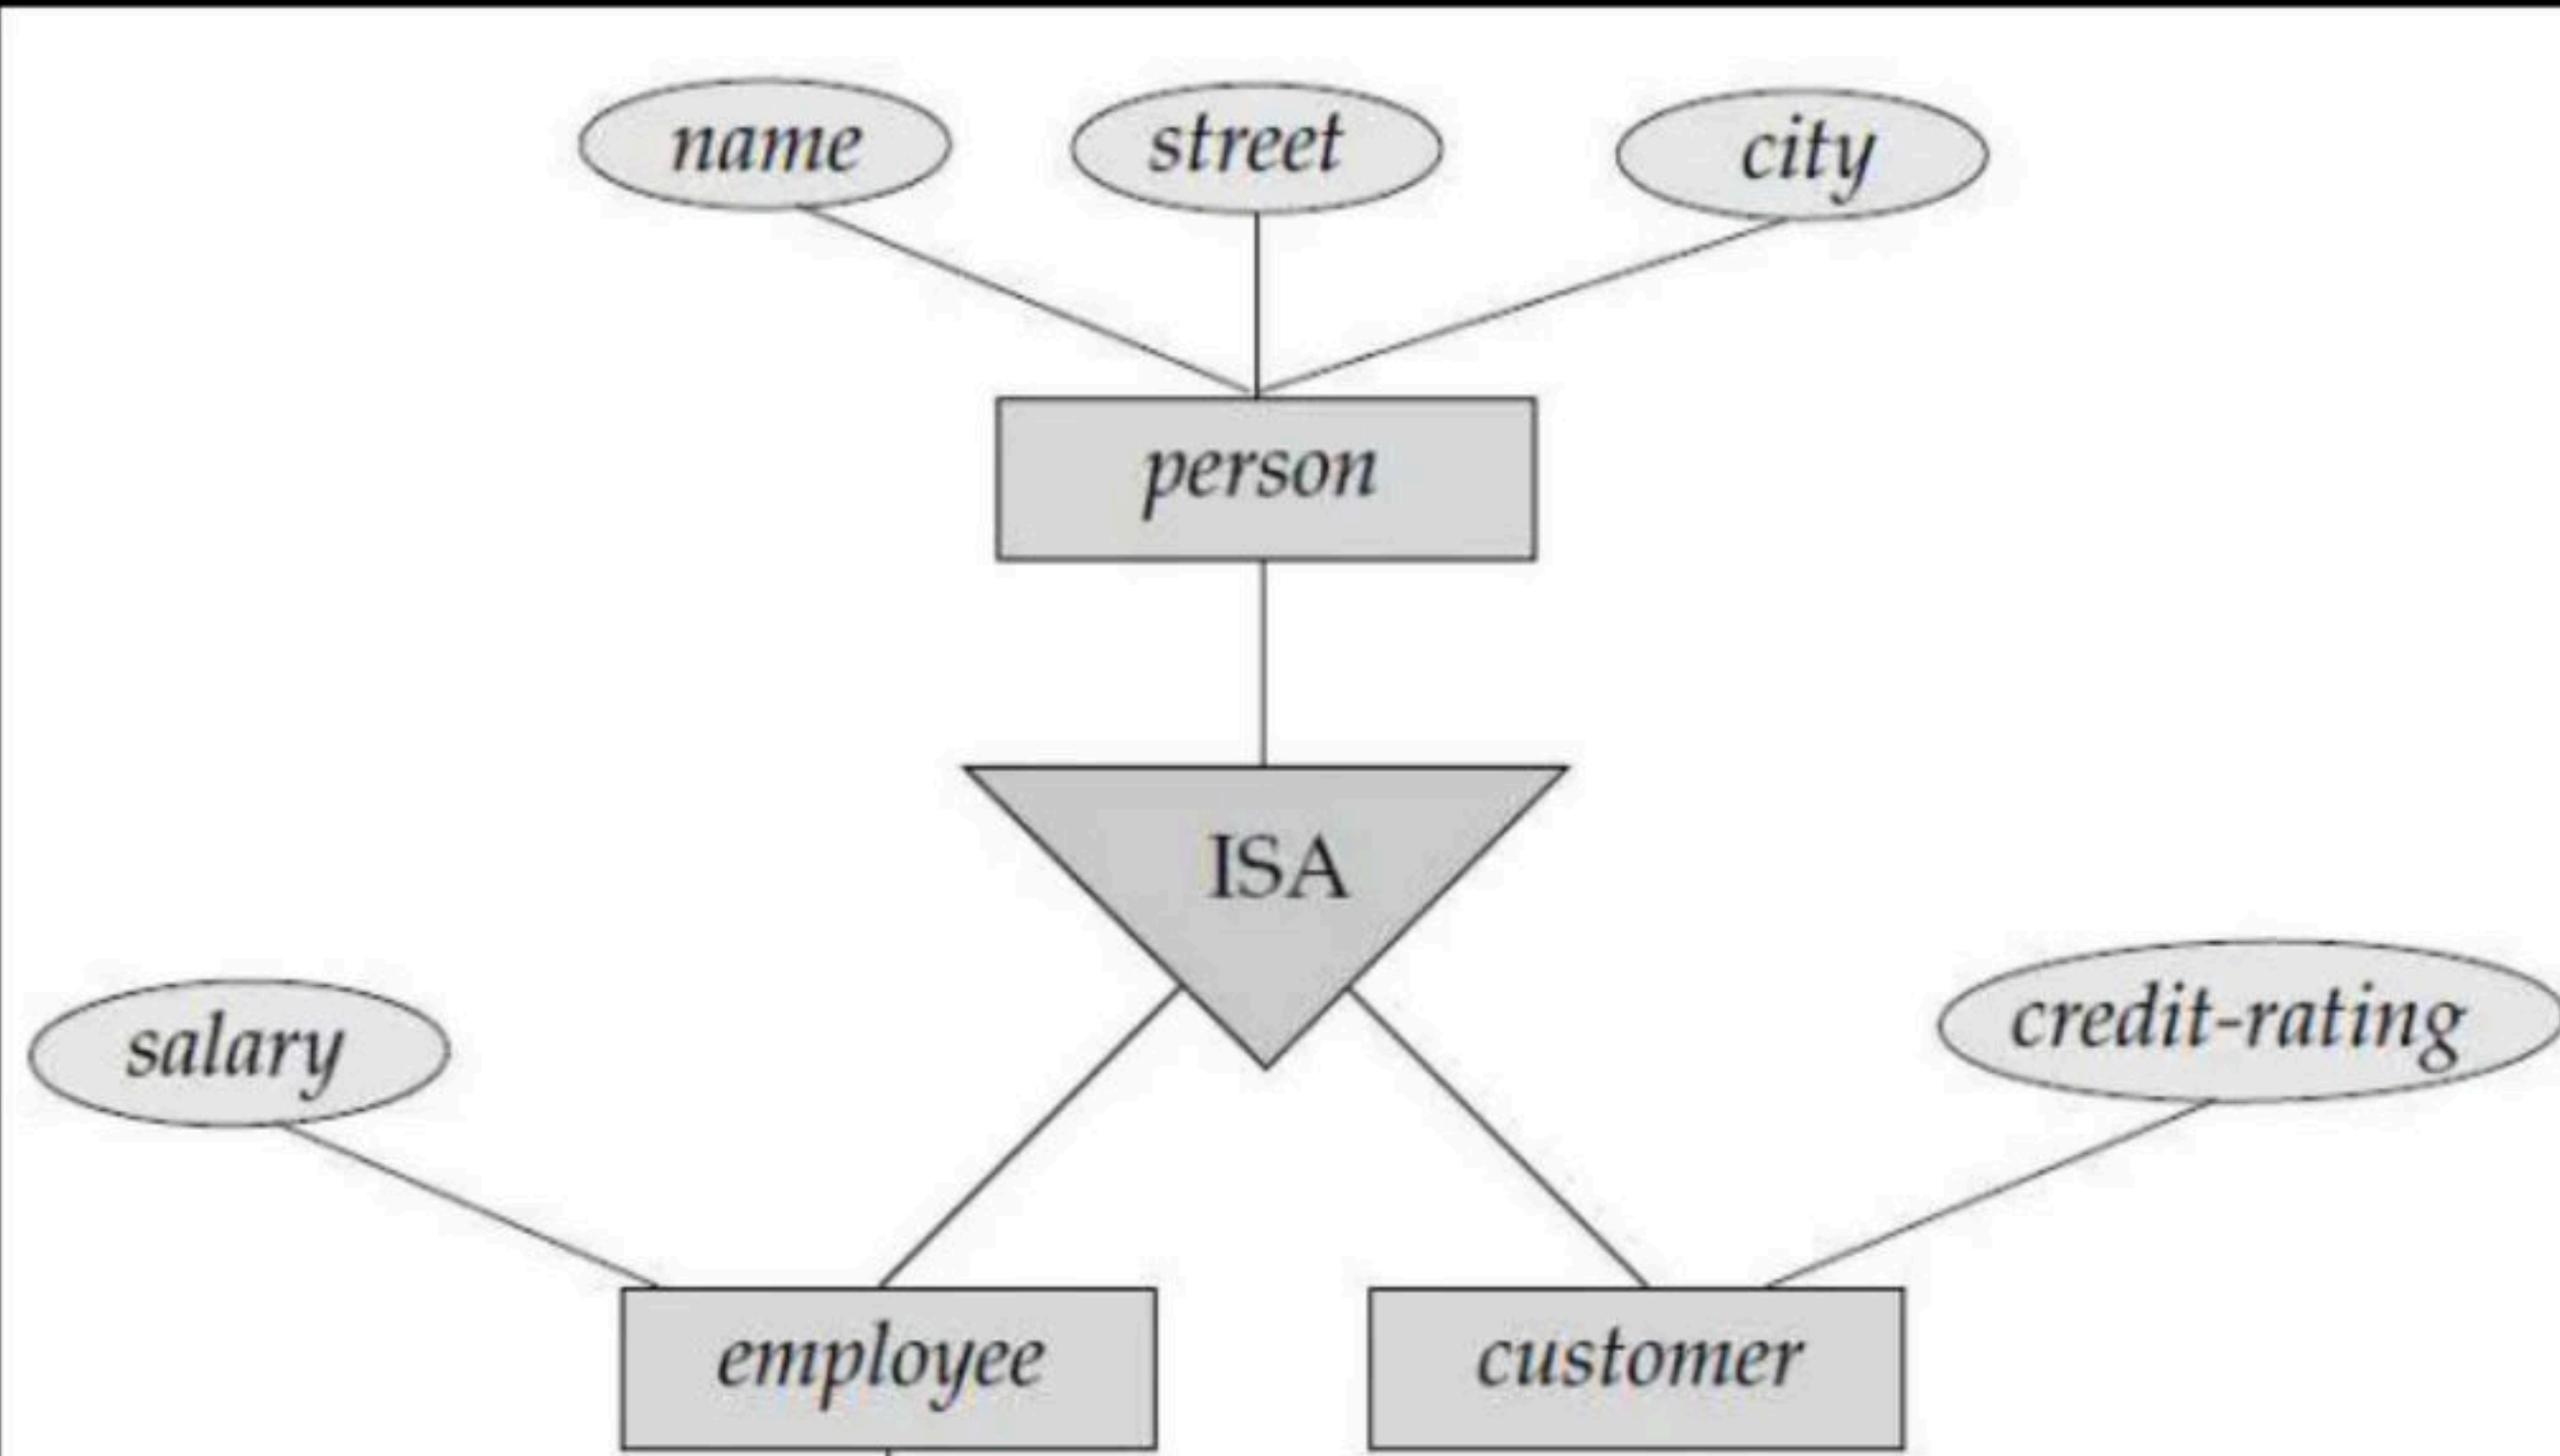 name
street
city
person
ISA
salary
credit-rating
employee
customer